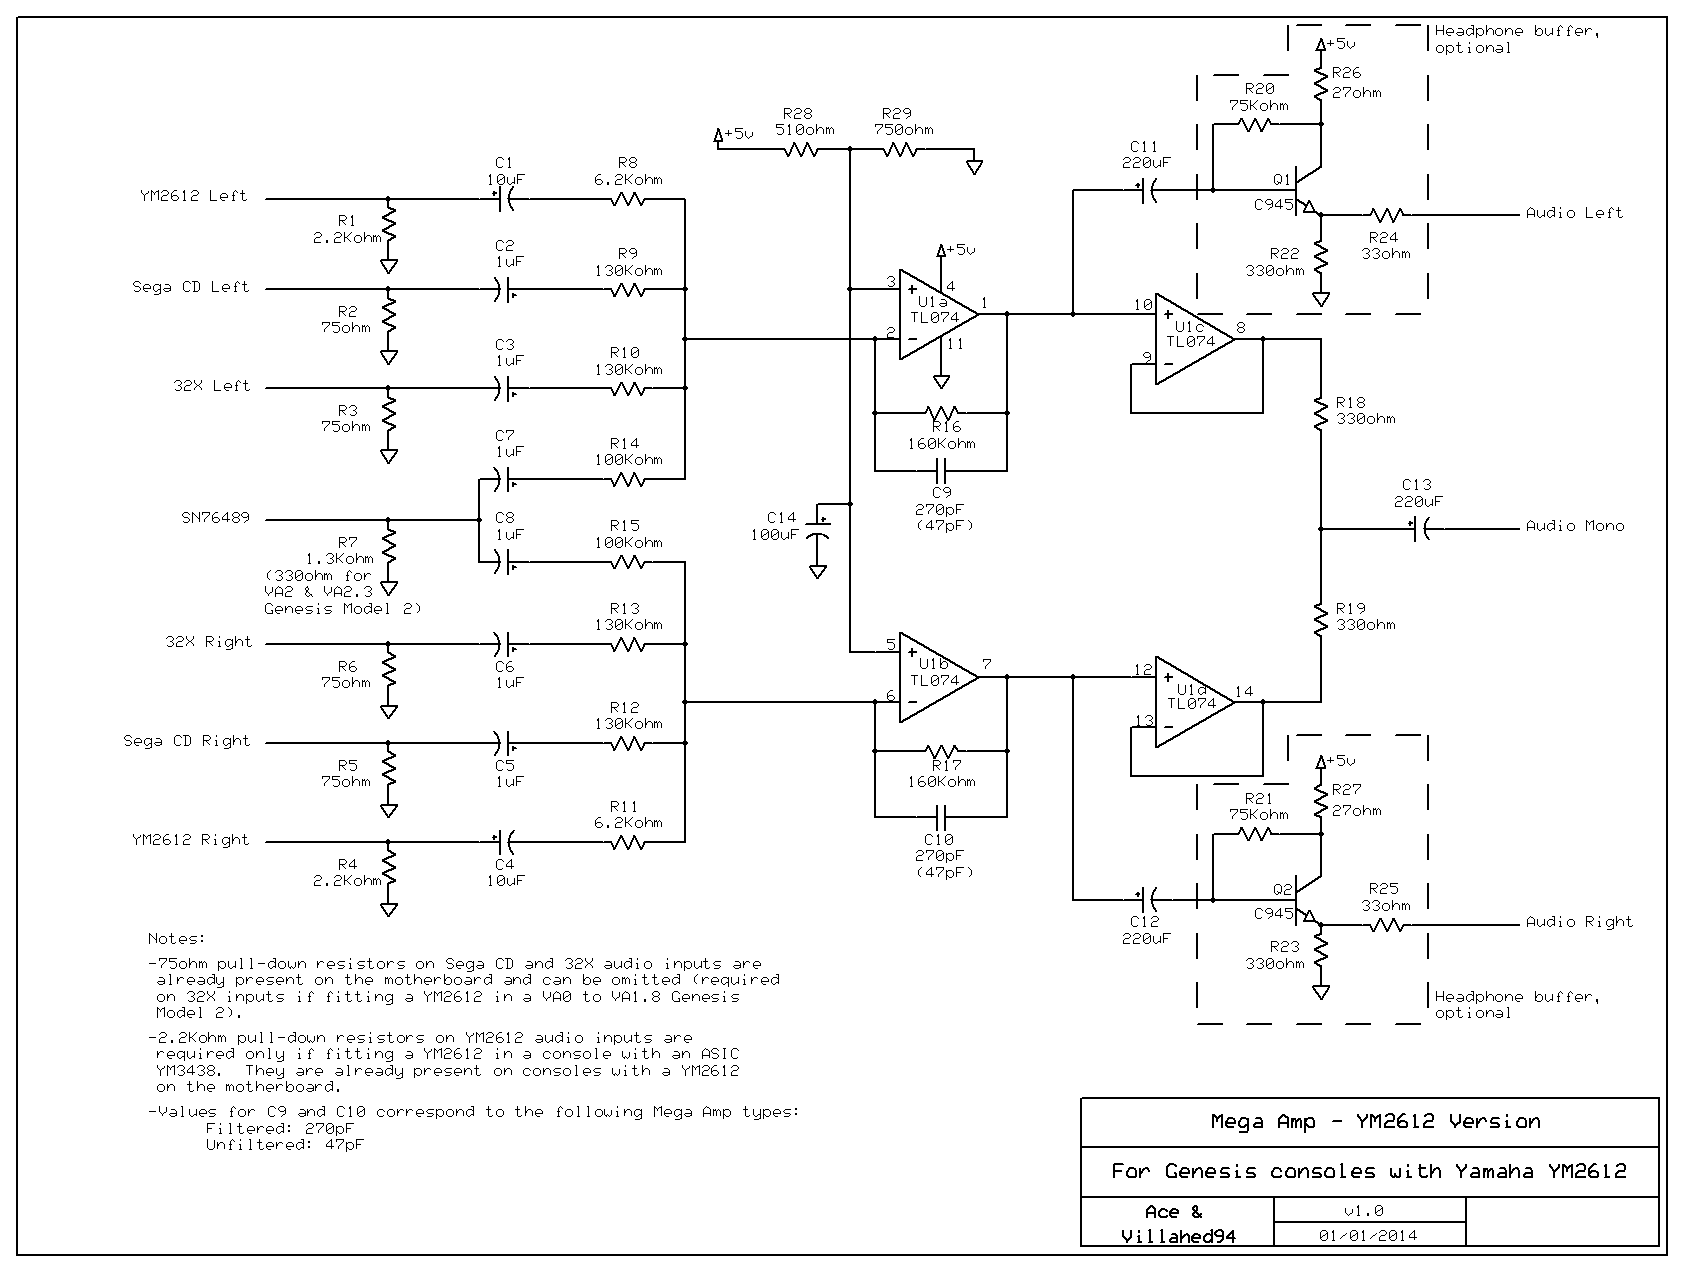 Headphone buffer,
optional
+5v
R26
27ohm
R20
75Kohm
R28
510ohm
R29
750ohm
+5v
C11
220uF
C1
10uF
R8
6.2Kohm
YM2612 Left
R1
2.2Kohm
Q1
C945
Audio Left
R24
33ohm
R22
330ohm
C2
1uF
R9
130Kohm
+5v
Sega CD Left
R2
75ohm
3
4
U1a
TL074
1
2
11
10
U1c
TL074
8
9
C3
1uF
R10
130Kohm
32X Left
R3
75ohm
R18
330ohm
R16
160Kohm
C7
1uF
R14
100Kohm
C9
270pF
(47pF)
C13
220uF
Audio Mono
SN76489
C8
1uF
R15
100Kohm
C14
100uF
R7
1.3Kohm
(330ohm for
VA2 & VA2.3
Genesis Model 2)
R13
130Kohm
R19
330ohm
32X Right
C6
1uF
R6
75ohm
5
U1b
TL074
7
6
12
U1d
TL074
14
13
R12
130Kohm
Sega CD Right
C5
1uF
R5
75ohm
R17
160Kohm
+5v
R27
27ohm
R21
75Kohm
R11
6.2Kohm
YM2612 Right
C4
10uF
R4
2.2Kohm
C10
270pF
(47pF)
Q2
C945
R25
33ohm
C12
220uF
Audio Right
R23
330ohm
Headphone buffer,
optional
Notes:
-75ohm pull-down resistors on Sega CD and 32X audio inputs are
already present on the motherboard and can be omitted (required
on 32X inputs if fitting a YM2612 in a VA0 to VA1.8 Genesis
Model 2).
-2.2Kohm pull-down resistors on YM2612 audio inputs are
required only if fitting a YM2612 in a console with an ASIC
YM3438. They are already present on consoles with a YM2612
on the motherboard.
-Values for C9 and C10 correspond to the following Mega Amp types:
Filtered: 270pF
Unfiltered: 47pF
Mega Amp - YM2612 Version
For Genesis consoles with Yamaha YM2612
Ace &
Villahed94
v1.0
01/01/2014